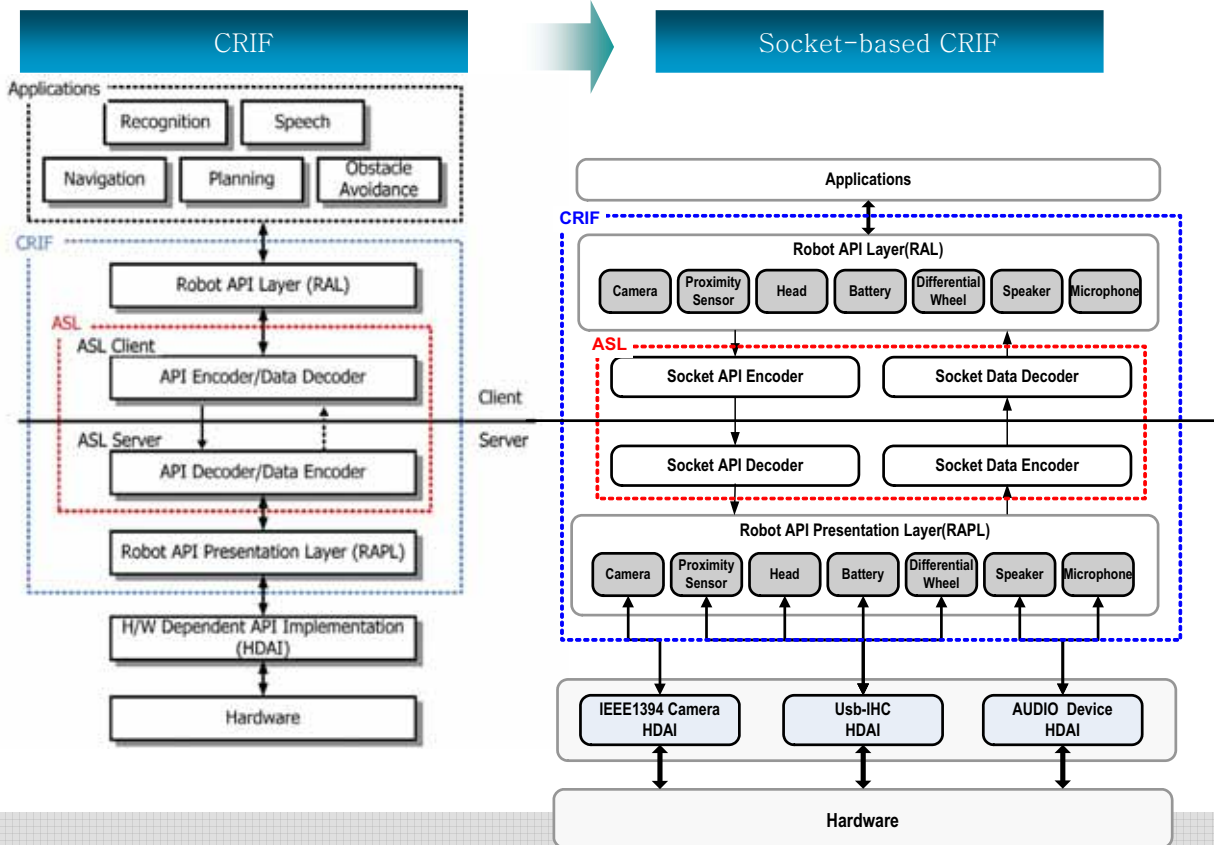 CRIF
Socket-based CRIF
Applications
Recognition
Speech
Navigation
Planning
Obstacle
Avoidance
CRIF
Robot API Layer (RAL)
ASL
ASL Client
API Encoder/Data Decoder
Client
ASL Server
Server
API Decoder/Data Encoder
Robot API Presentation Layer (RAPL)
H/W Dependent API Implementation
(HDAI)
Hardware
Applications
CRIF
Robot API Layer(RAL)
Camera
Proximity
Sensor
Head
Battery
Differential
Wheel
Speaker
Microphone
ASL
Socket API Encoder
Socket Data Decoder
Socket API Decoder
Socket Data Encoder
Robot API Presentation Layer(RAPL)
Camera
Proximity
Sensor
Head
Battery
Differential
Wheel
Speaker
Microphone
IEEE1394 Camera
HDAI
Usb-IHC
HDAI
AUDIO Device
HDAI
Hardware